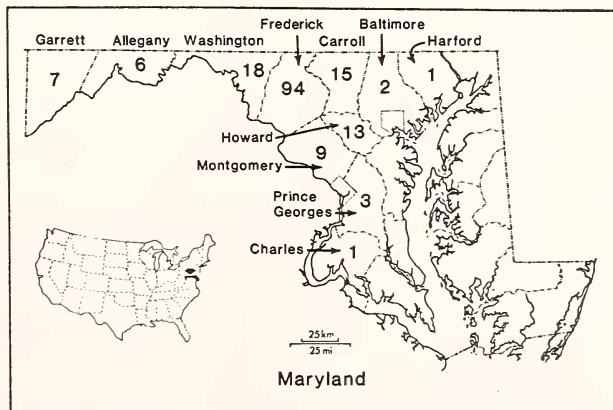 Frederick Baltimore
Garrett Allegany Washington Carroll Harford
7 6 18 94 15 2 1
Howard 13
9
Montgomery
Prince
Georges 3
Charles 1
25 km
25 mi
Maryland